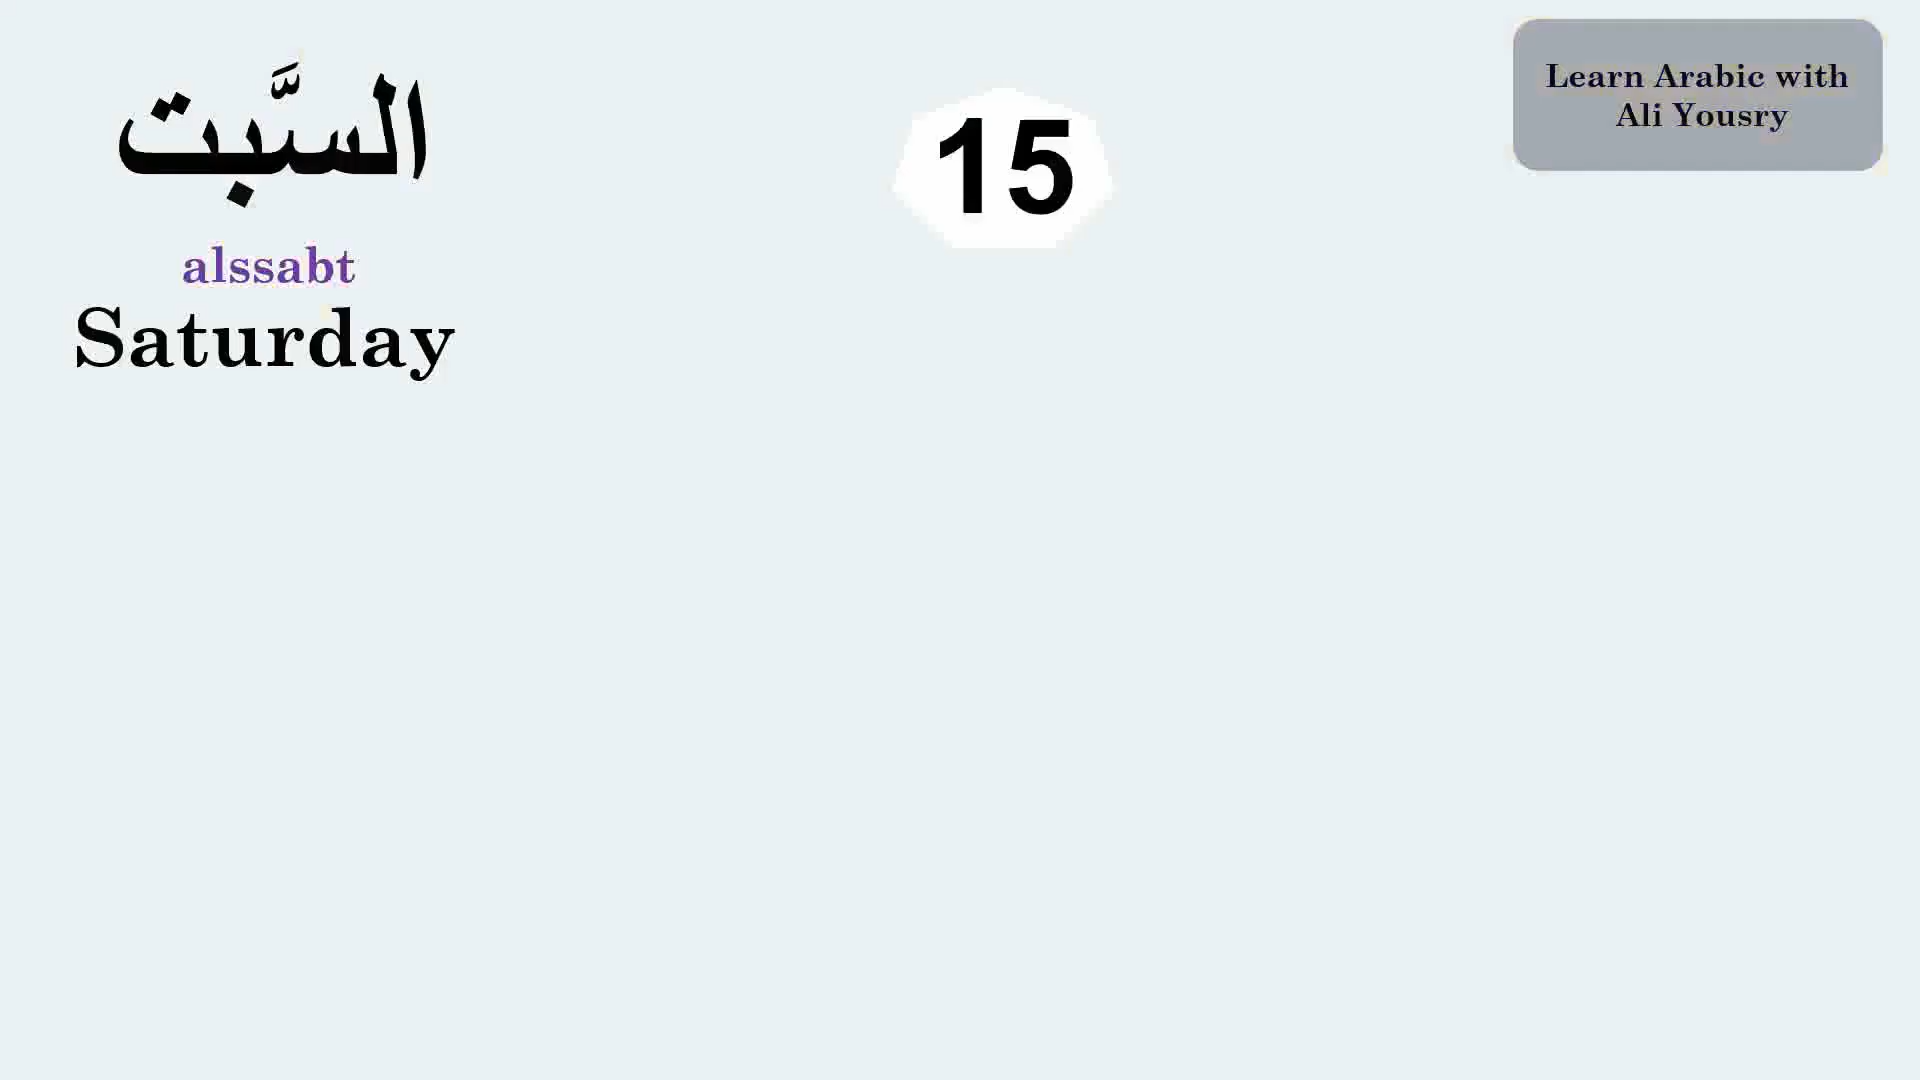 السَّبت
alssabt
Saturday
15
Learn Arabic with
Ali Yousry